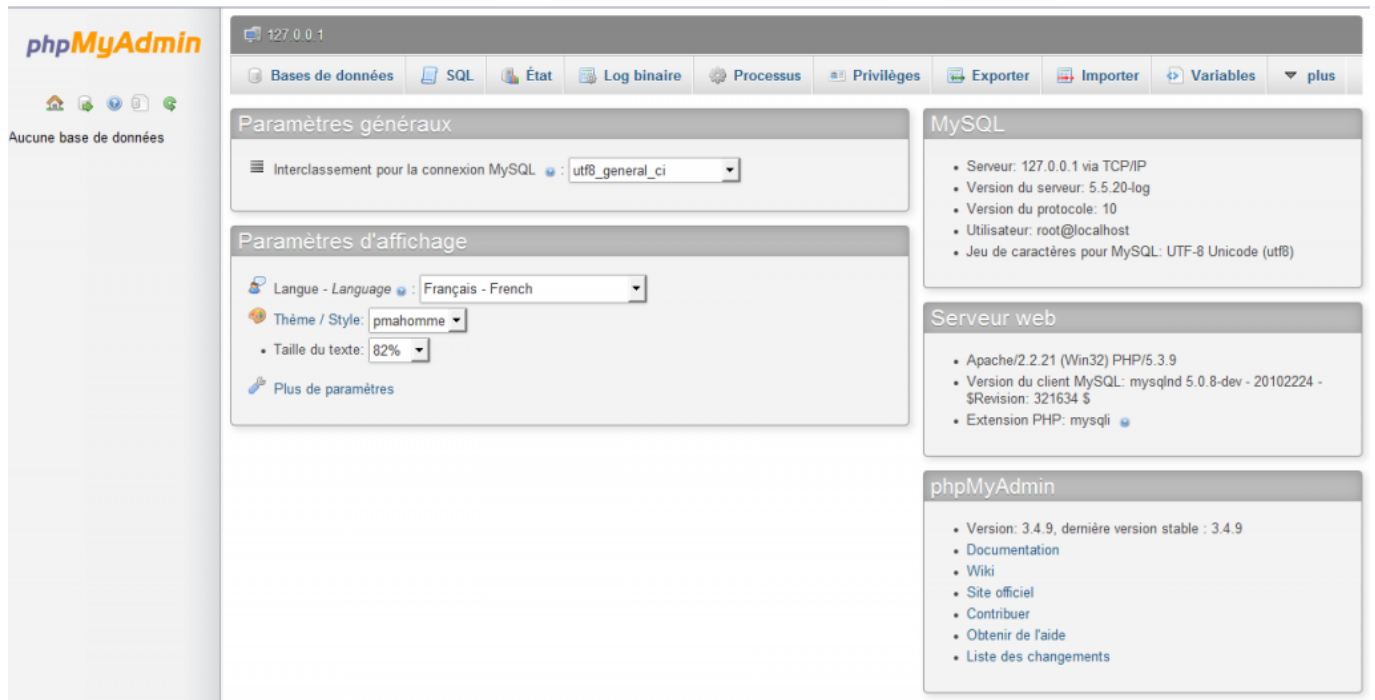 phpMyAdmin
Aucune base de données
127.0.0.1
Bases de données SQL État Log binaire Processus Privilèges Exporter Importer Variables plus
Paramètres généraux
Interclassement pour la connexion MySQL : utf8_general_ci
Paramètres d'affichage
Langue - Language : Français - French
Thème / Style: pmahomme
• Taille du texte: 82%
Plus de paramètres
MySQL
• Serveur: 127.0.0.1 via TCP/IP
• Version du serveur: 5.5.20-log
• Version du protocole: 10
• Utilisateur: root@localhost
• Jeu de caractères pour MySQL: UTF-8 Unicode (utf8)
Serveur web
• Apache/2.2.21 (Win32) PHP/5.3.9
• Version du client MySQL: mysqlnd 5.0.8-dev - 20102224 -
$Revision: 321634 $
• Extension PHP: mysqli
phpMyAdmin
• Version: 3.4.9, dernière version stable : 3.4.9
• Documentation
• Wiki
• Site officiel
• Contribuer
• Obtenir de l'aide
• Liste des changements